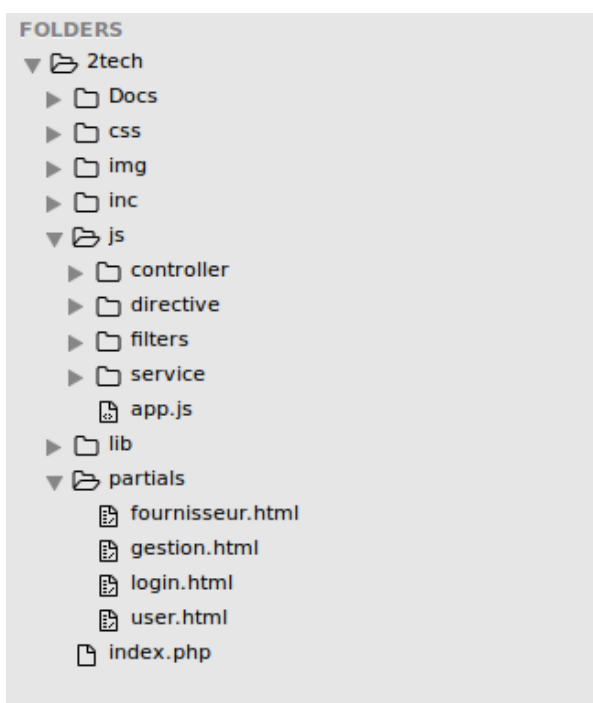 FOLDERS
2tech
Docs
css
img
inc
js
controller
directive
filters
service
app.js
lib
partials
fournisseur.html
gestion.html
login.html
user.html
index.php